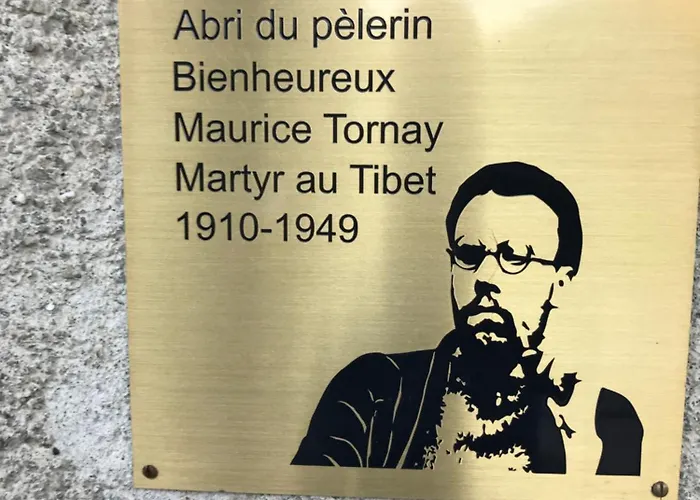 Abri du pèlerin
Bienheureux
Maurice Tornay
Martyr au Tibet
1910-1949